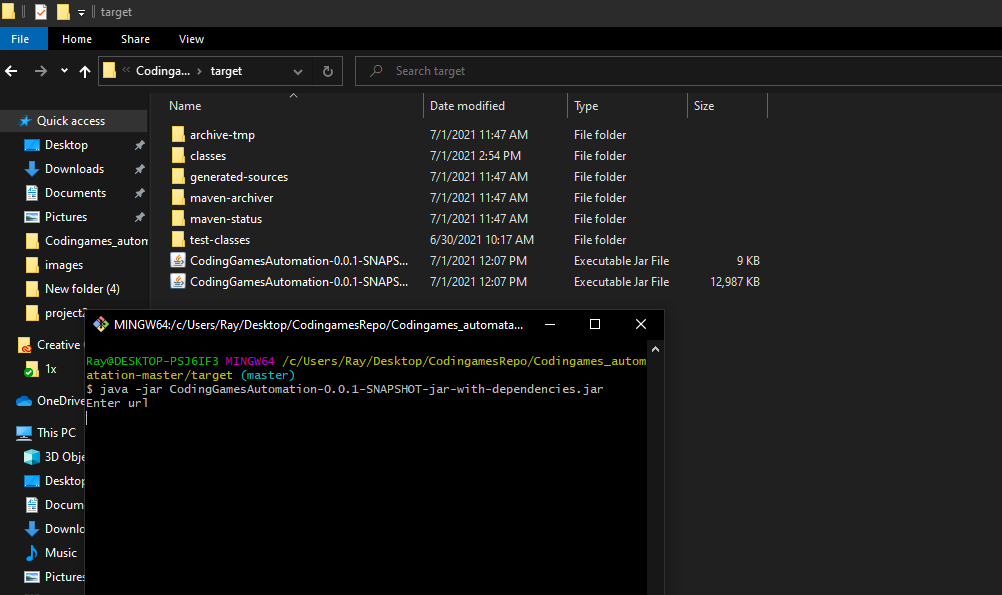 target
File Home Share View
Codinga... target
Search target
Name Date modified Type Size
Quick access
Desktop
Downloads
Documents
Pictures
Codingames_autom
images
New folder (4)
project2
Creative
1x
OneDrive
This PC
3D Obje
Desktop
Docum
Downlo
Music
Pictures
archive-tmp 7/1/2021 11:47 AM File folder
classes 7/1/2021 2:54 PM File folder
generated-sources 7/1/2021 11:47 AM File folder
maven-archiver 7/1/2021 11:47 AM File folder
maven-status 7/1/2021 11:47 AM File folder
test-classes 6/30/2021 10:17 AM File folder
CodingGamesAutomation-0.0.1-SNAPS... 7/1/2021 12:07 PM Executable Jar File 9 KB
CodingGamesAutomation-0.0.1-SNAPS... 7/1/2021 12:07 PM Executable Jar File 12,987 KB
MINGW64:/c/Users/Ray/Desktop/CodingamesRepo/Codingames_automata...
Ray@DESKTOP-PSJ6IF3 MINGW64 /c/Users/Ray/Desktop/CodingamesRepo/Codingames_autom
atation-master/target (master)
$ java -jar CodingGamesAutomation-0.0.1-SNAPSHOT-jar-with-dependencies.jar
Enter url